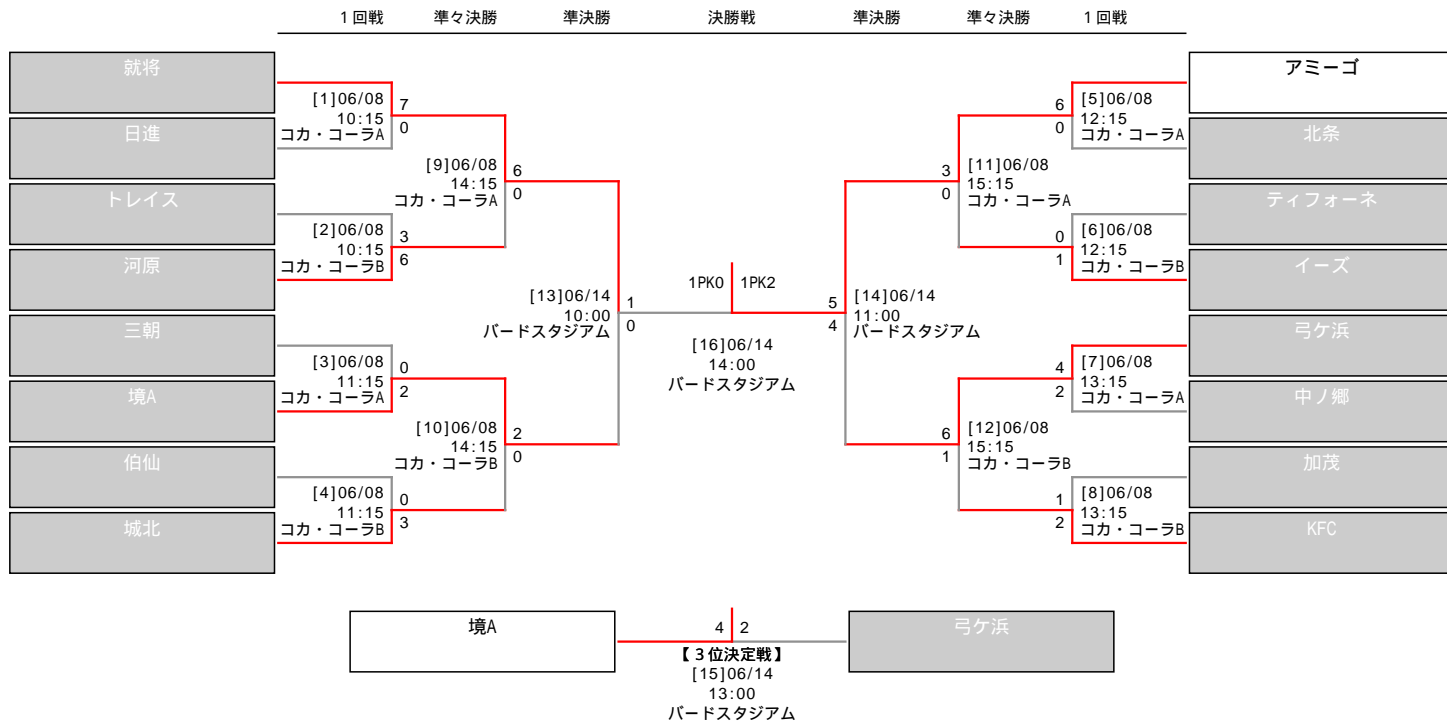 1回戦 準々決勝 準決勝 決勝戦 準決勝 準々決勝 1回戦
就将
日進
トレイス
河原
三朝
境A
伯仙
城北
[1]06/08
10:15
コカ・コーラA
7
0
[2]06/08
10:15
コカ・コーラB
3
6
[3]06/08
11:15
コカ・コーラA
0
2
[4]06/08
11:15
コカ・コーラB
0
3
[9]06/08
14:15
コカ・コーラA
6
0
[10]06/08
14:15
コカ・コーラB
2
0
[13]06/14
10:00
バードスタジアム
1
0
1PK0 1PK2
[16]06/14
14:00
バードスタジアム
5
4
[14]06/14
11:00
バードスタジアム
3
0
[11]06/08
15:15
コカ・コーラA
6
1
[12]06/08
15:15
コカ・コーラB
6
0
[5]06/08
12:15
コカ・コーラA
0
1
[6]06/08
12:15
コカ・コーラB
4
2
[7]06/08
13:15
コカ・コーラA
1
2
[8]06/08
13:15
コカ・コーラB
アミーゴ
北条
ティフォーネ
イーズ
弓ケ浜
中ノ郷
加茂
KFC
境A
4 2
弓ケ浜
【3位決定戦】
[15]06/14
13:00
バードスタジアム